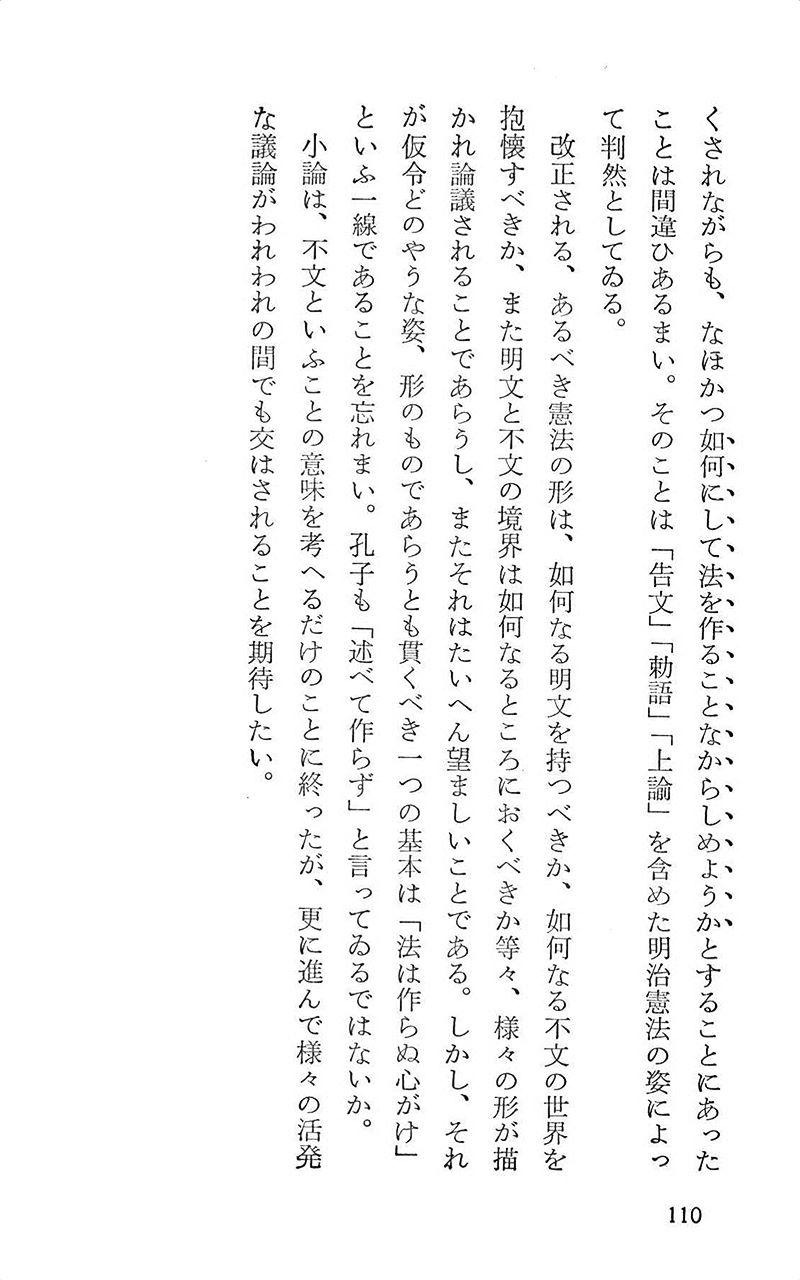 くされながらも、なほかつ如何にして法を作ることなからしめようかとすることにあった
ことは間違ひあるまい。そのことは「告文」「勅語」「上諭」を含めた明治憲法の姿によっ
て判然としてゐる。
改正される、あるべき憲法の形は、如何なる明文を持つべきか、如何なる不文の世界を
抱懐すべきか、また明文と不文の境界は如何なるところにおくべきか等々、様々の形が描
かれ論議されることであらうし、またそれはたいへん望ましいことである。しかし、それ
が仮令どのやうな姿、形のものであらうとも貫くべき一つの基本は「法は作らぬ心がけ」
といふ一線であることを忘れまい。孔子も「述べて作らず」と言ってゐるではないか。
小論は、不文といふことの意味を考へるだけのことに終ったが、更に進んで様々の活発
な議論がわれわれの間でも交はされることを期待したい。
110